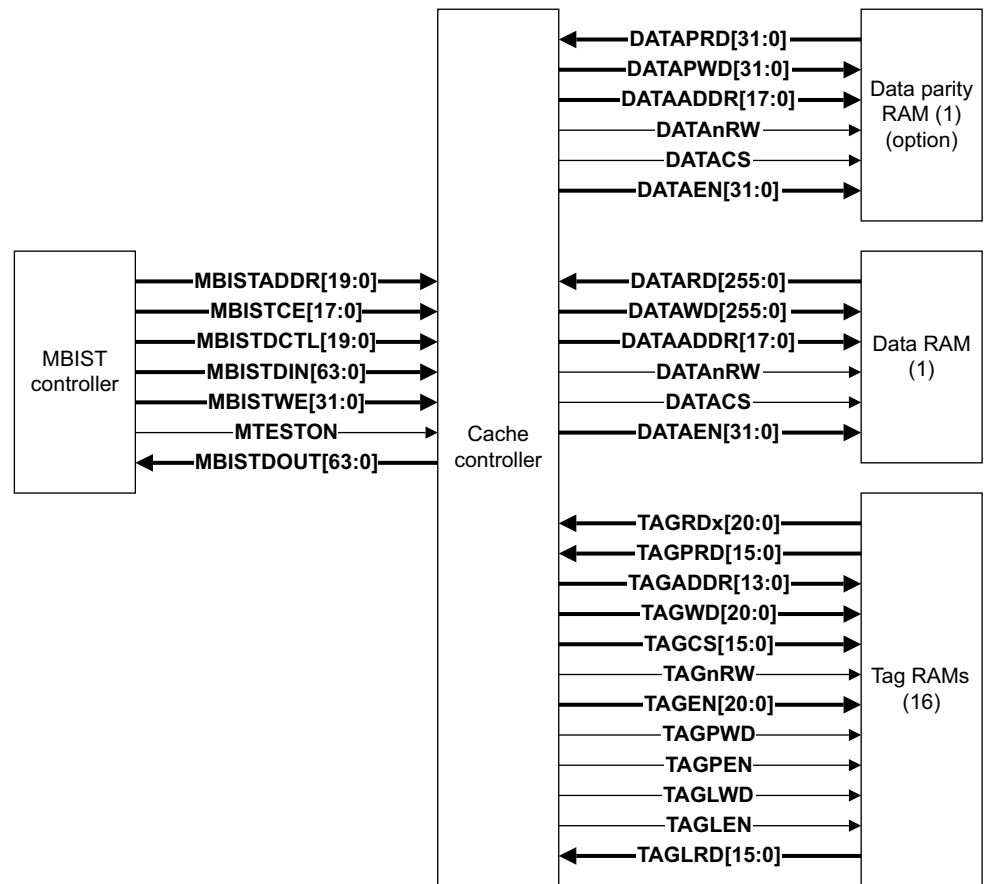 DATAPRD[31:0]
DATAPWD[31:0]
DATAADDR[17:0]
DATAnRW
DATACS
DATAEN[31:0]
Data parity
RAM (1)
(option)
MBISTADDR[19:0]
MBISTCE[17:0]
MBISTDCTL[19:0]
MBISTDIN[63:0]
MBISTWE[31:0]
MTESTON
MBISTDOUT[63:0]
MBIST
controller
Cache
controller
DATARD[255:0]
DATAWD[255:0]
DATAADDR[17:0]
DATAnRW
DATACS
DATAEN[31:0]
Data RAM
(1)
TAGRDx[20:0]
TAGPRD[15:0]
TAGADDR[13:0]
TAGWD[20:0]
TAGCS[15:0]
TAGnRW
TAGEN[20:0]
TAGPWD
TAGPEN
TAGLWD
TAGLEN
TAGLRD[15:0]
Tag RAMs
(16)